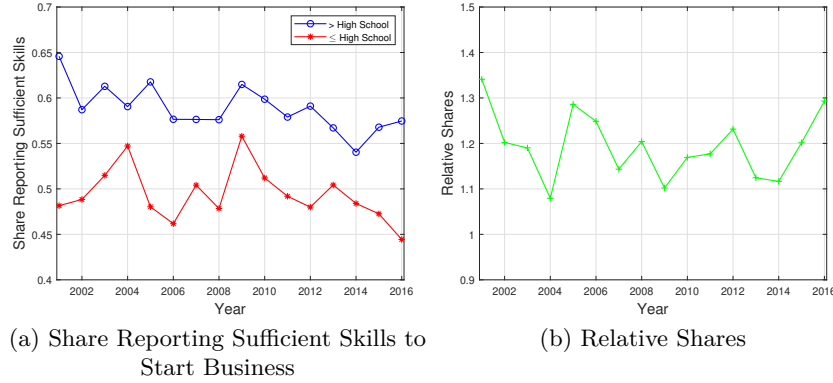 0.65
0.6
0.55
0.5
0.45
0.4
Share Reporting Sufficient Skills
> High School
≤ High School
2002 2004 2006 2008 2010 2012 2014 2016
Year
(a) Share Reporting Sufficient Skills to
Start Business
0.7
1.5
1.4
1.3
1.2
1.1
1
0.9
Relative Shares
2002 2004 2006 2008 2010 2012 2014 2016
Year
(b) Relative Shares